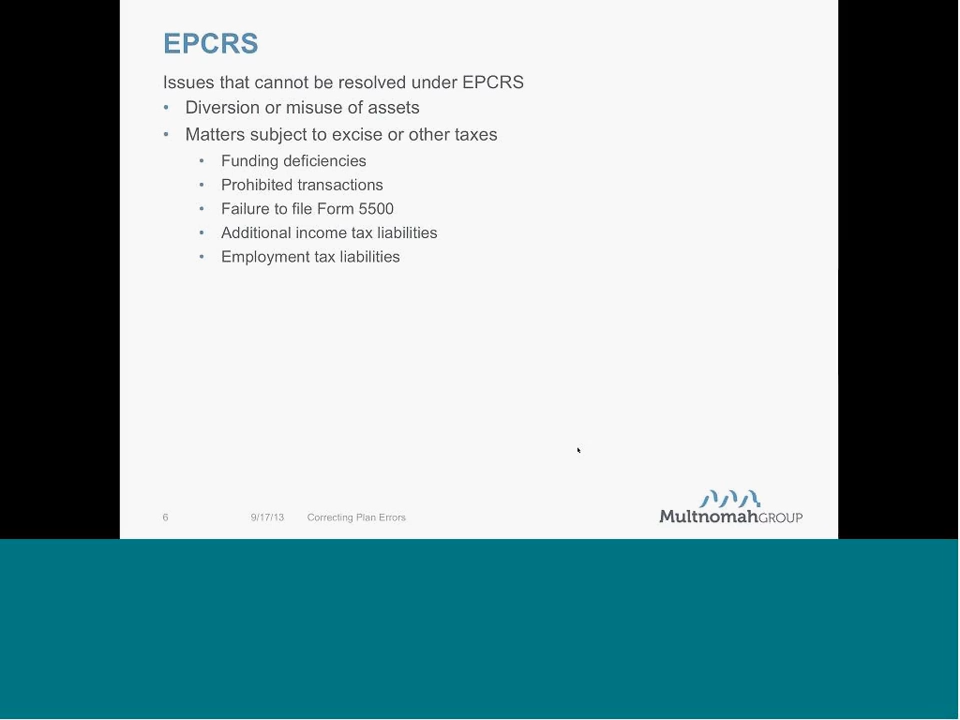 EPCRS
Issues that cannot be resolved under EPCRS
• Diversion or misuse of assets
• Matters subject to excise or other taxes
• Funding deficiencies
• Prohibited transactions
• Failure to file Form 5500
• Additional income tax liabilities
• Employment tax liabilities
6 9/17/13 Correcting Plan Errors
MultnomahGROUP